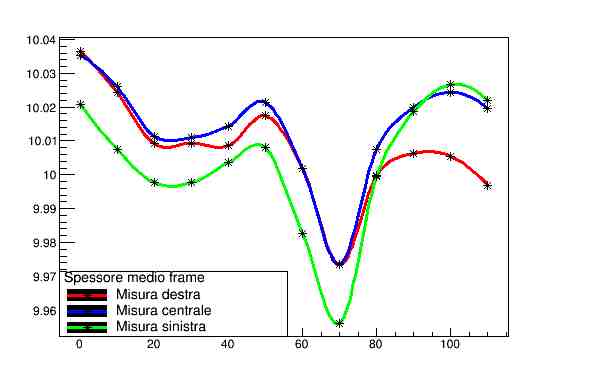 10.04
10.03
10.02
10.01
10
9.99
9.98
9.97
9.96
Spessore medio frame
Misura destra
Misura centrale
Misura sinistra
0 20 40 60 80 100